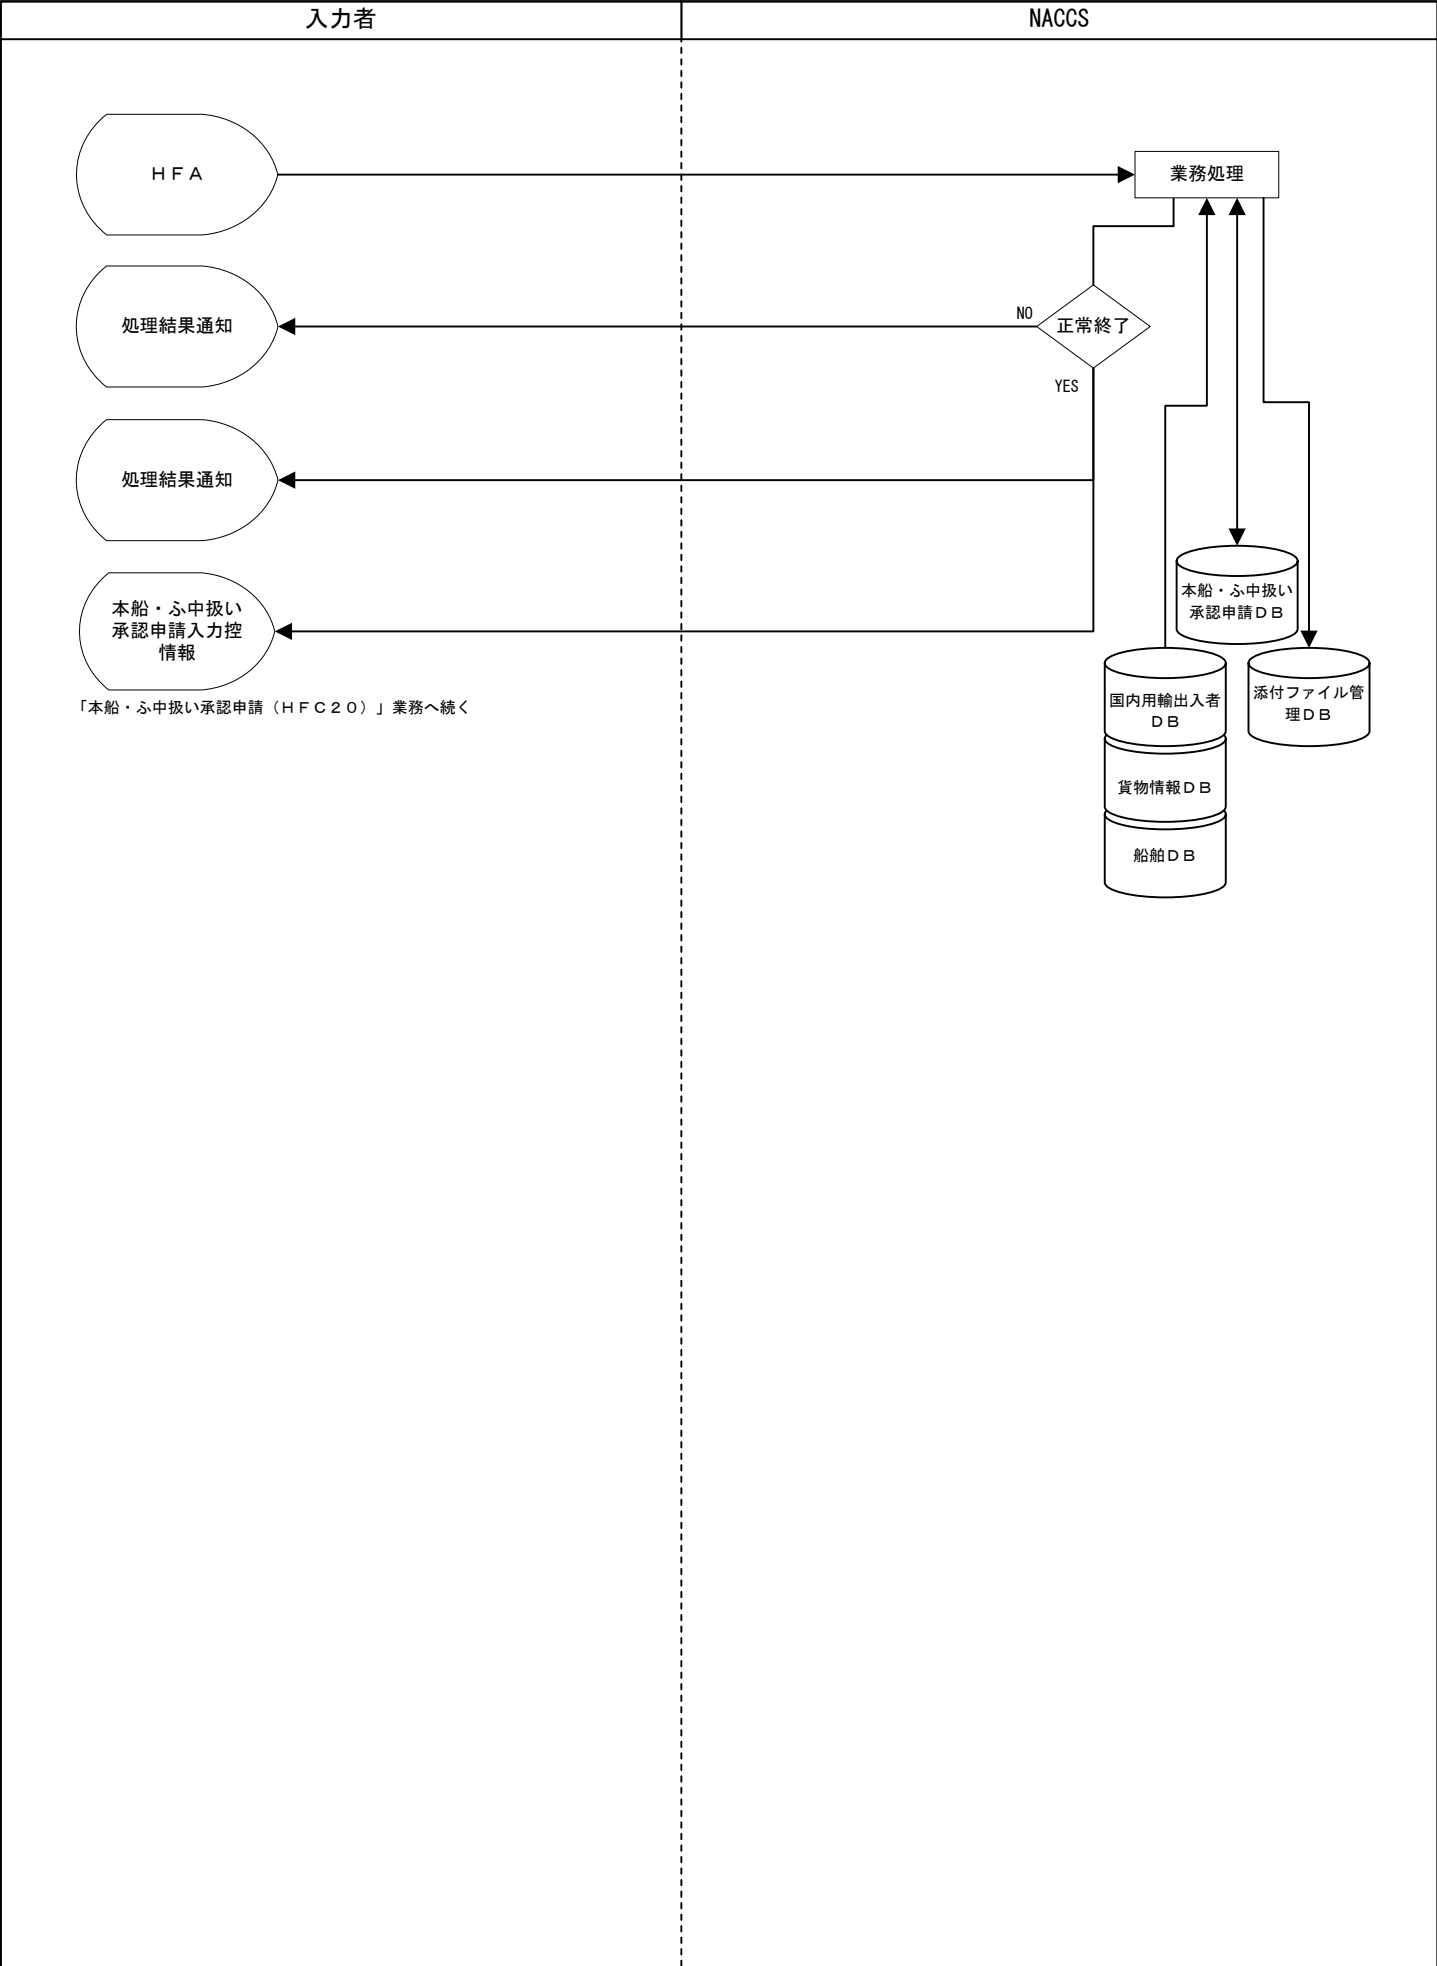 入力者
NACCS
ＨＦＡ
業務処理
処理結果通知
NO
正常終了
YES
処理結果通知
本船・ふ中扱い
承認申請入力控
情報
「本船・ふ中扱い承認申請（ＨＦＣ２０）」業務へ続く
本船・ふ中扱い
承認申請ＤＢ
国内用輸出入者
ＤＢ
添付ファイル管
理ＤＢ
貨物情報ＤＢ
船舶ＤＢ